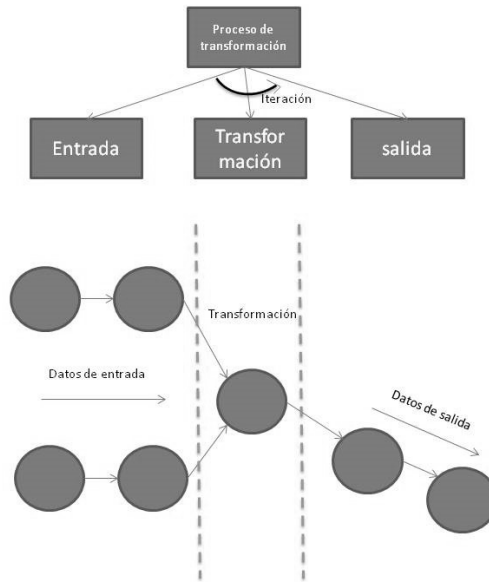 Proceso de
transformación
Iteración
Entrada
Transfor
mación
salida
Transformación
Datos de entrada
Datos de salida